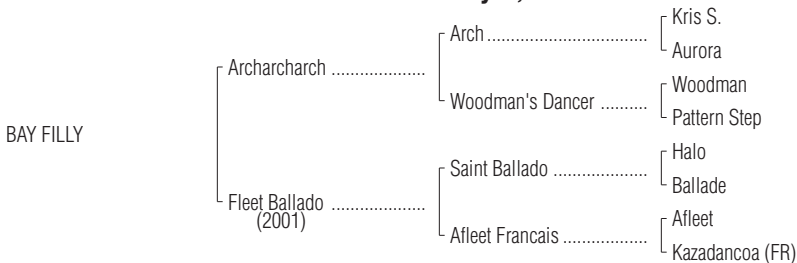 Kris S.
Arch
Aurora
Archarcharch
Woodman
Woodman's Dancer
Pattern Step
BAY FILLY
Halo
Saint Ballado
Ballade
Fleet Ballado
(2001)
Afleet
Afleet Francais
Kazadancoa (FR)